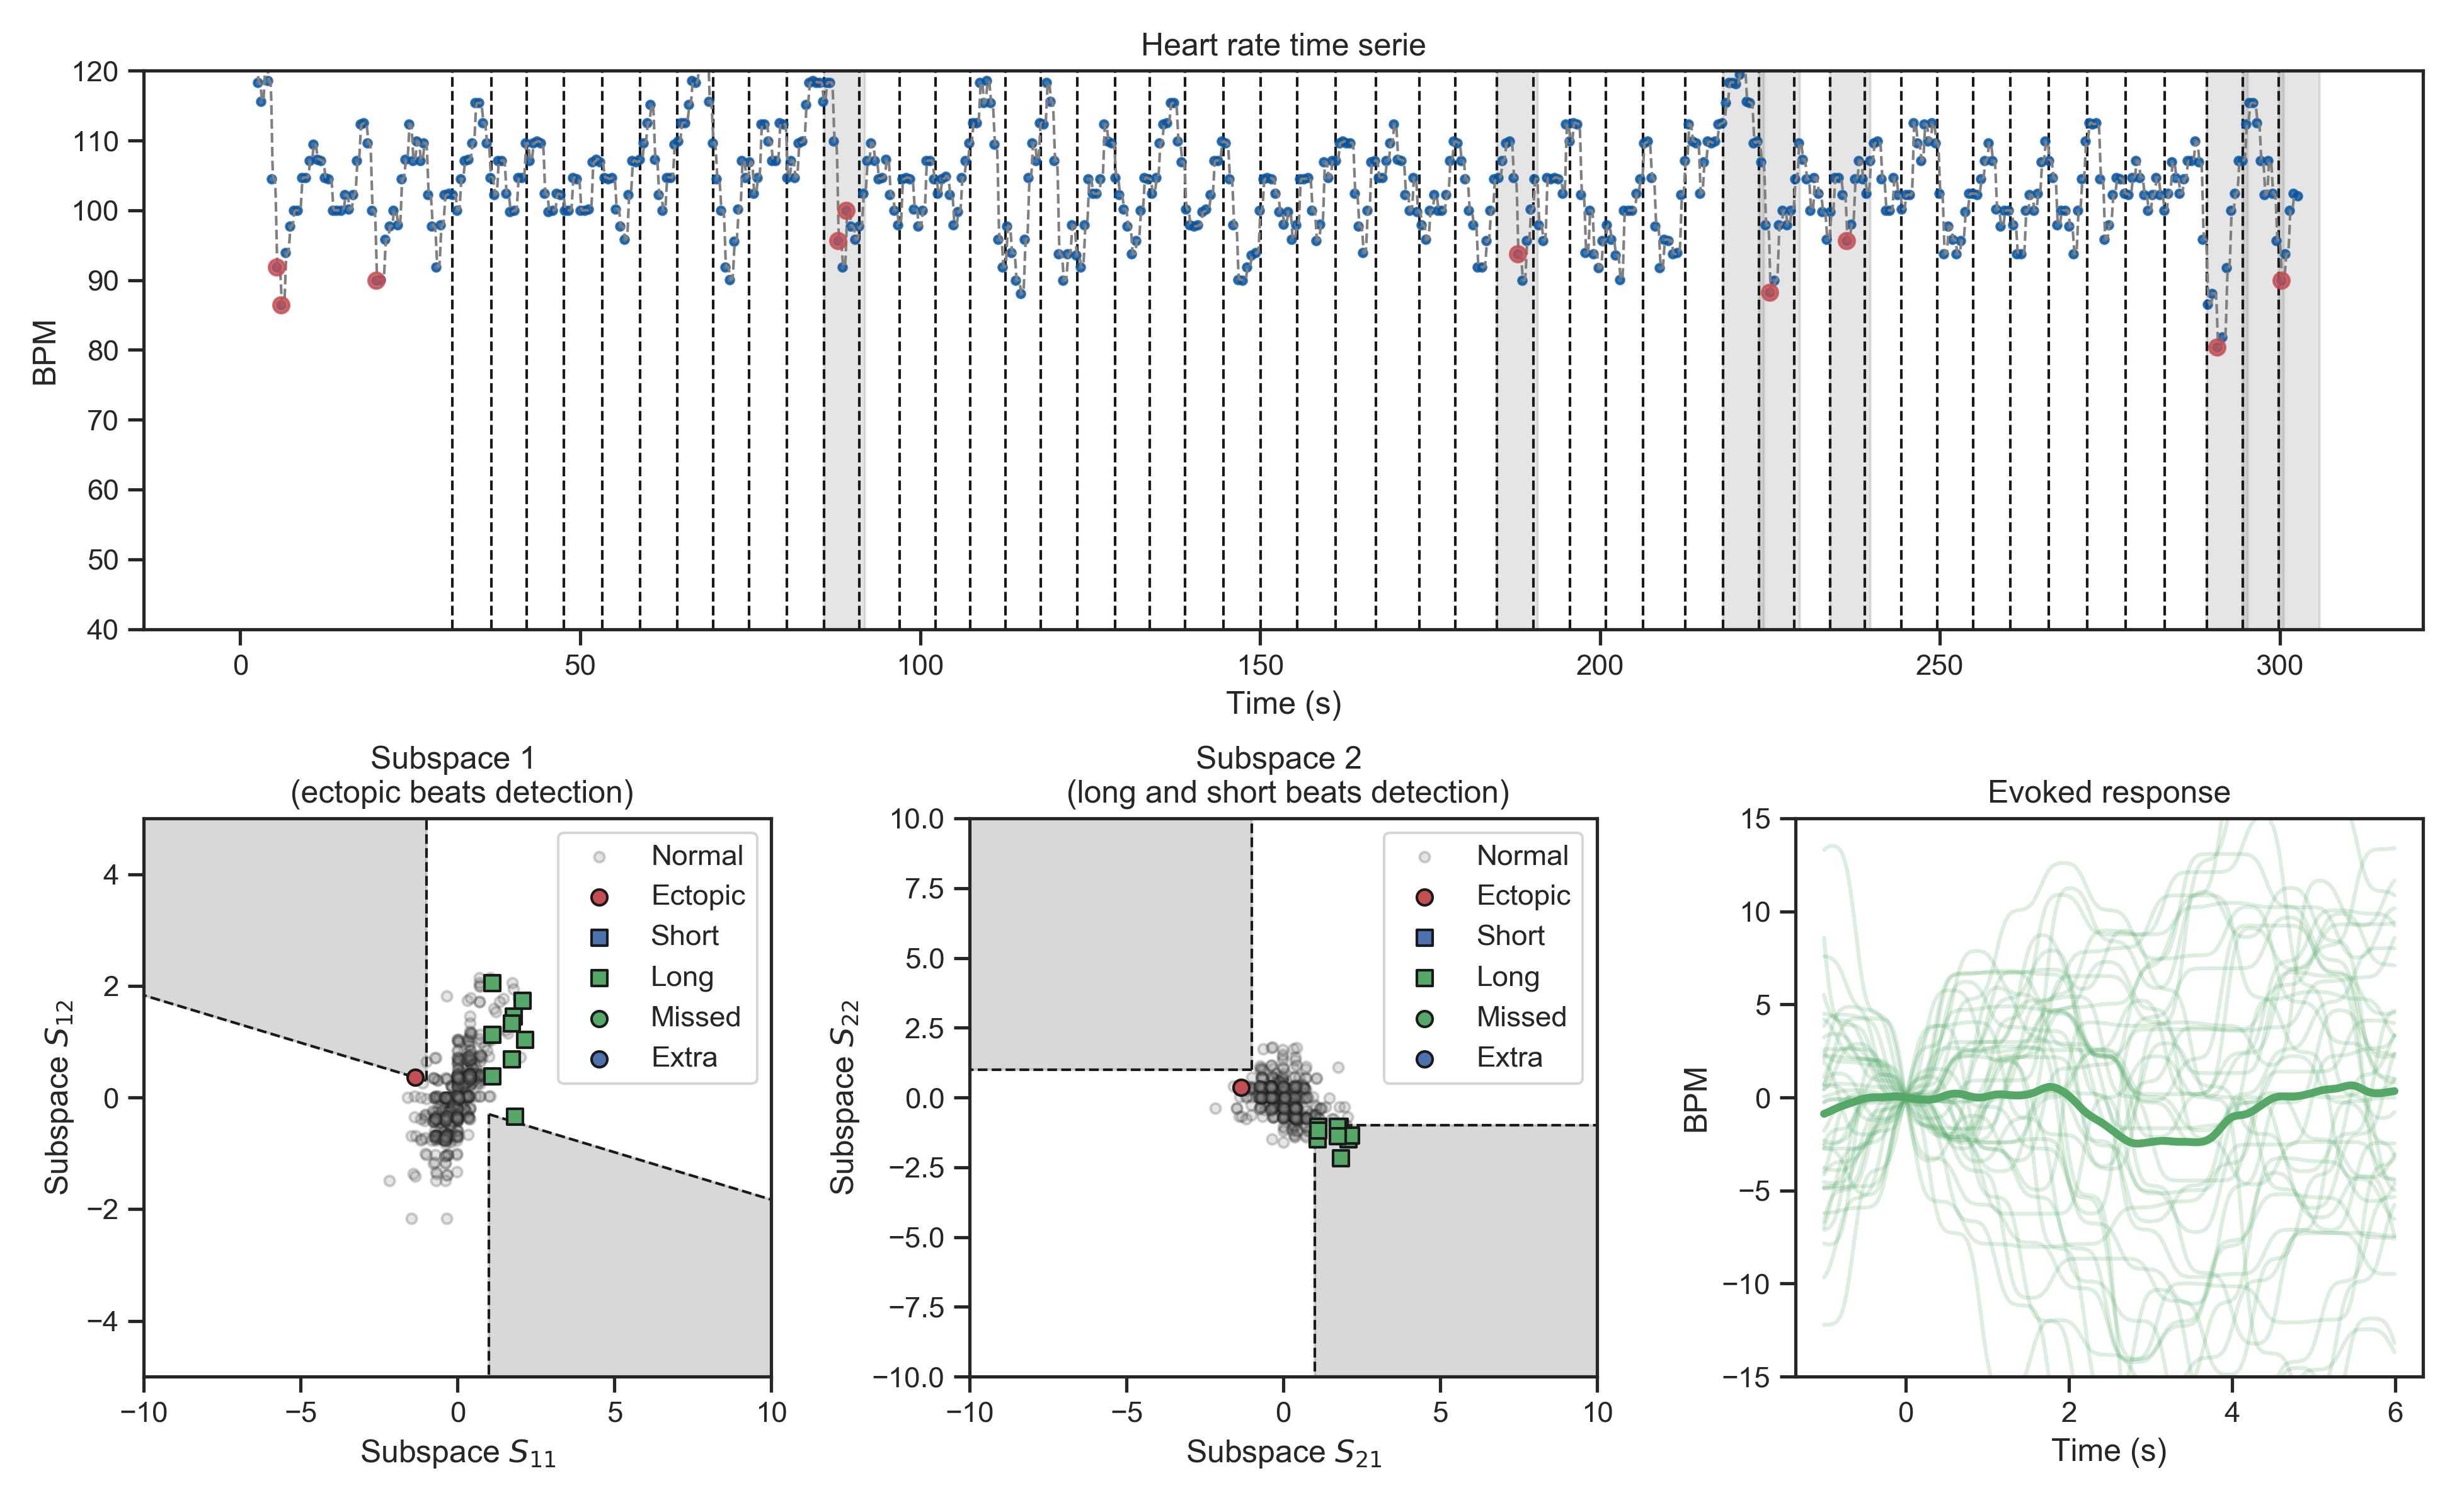 Heart rate time serie
120
110
100
90
80
70
60
50
40
BPM
0 50 100 150 200 250 300
Time (s)
Subspace 1
(ectopic beats detection)
4
2
0
−2
−4
Subspace S12
Normal
Ectopic
Short
Long
Missed
Extra
−10 −5 0 5 10
Subspace S11
Subspace 2
(long and short beats detection)
10.0
7.5
5.0
2.5
0.0
−2.5
−5.0
−7.5
−10.0
Subspace S22
Normal
Ectopic
Short
Long
Missed
Extra
−10 −5 0 5 10
Subspace S21
Evoked response
15
10
5
0
−5
−10
−15
BPM
0 2 4 6
Time (s)